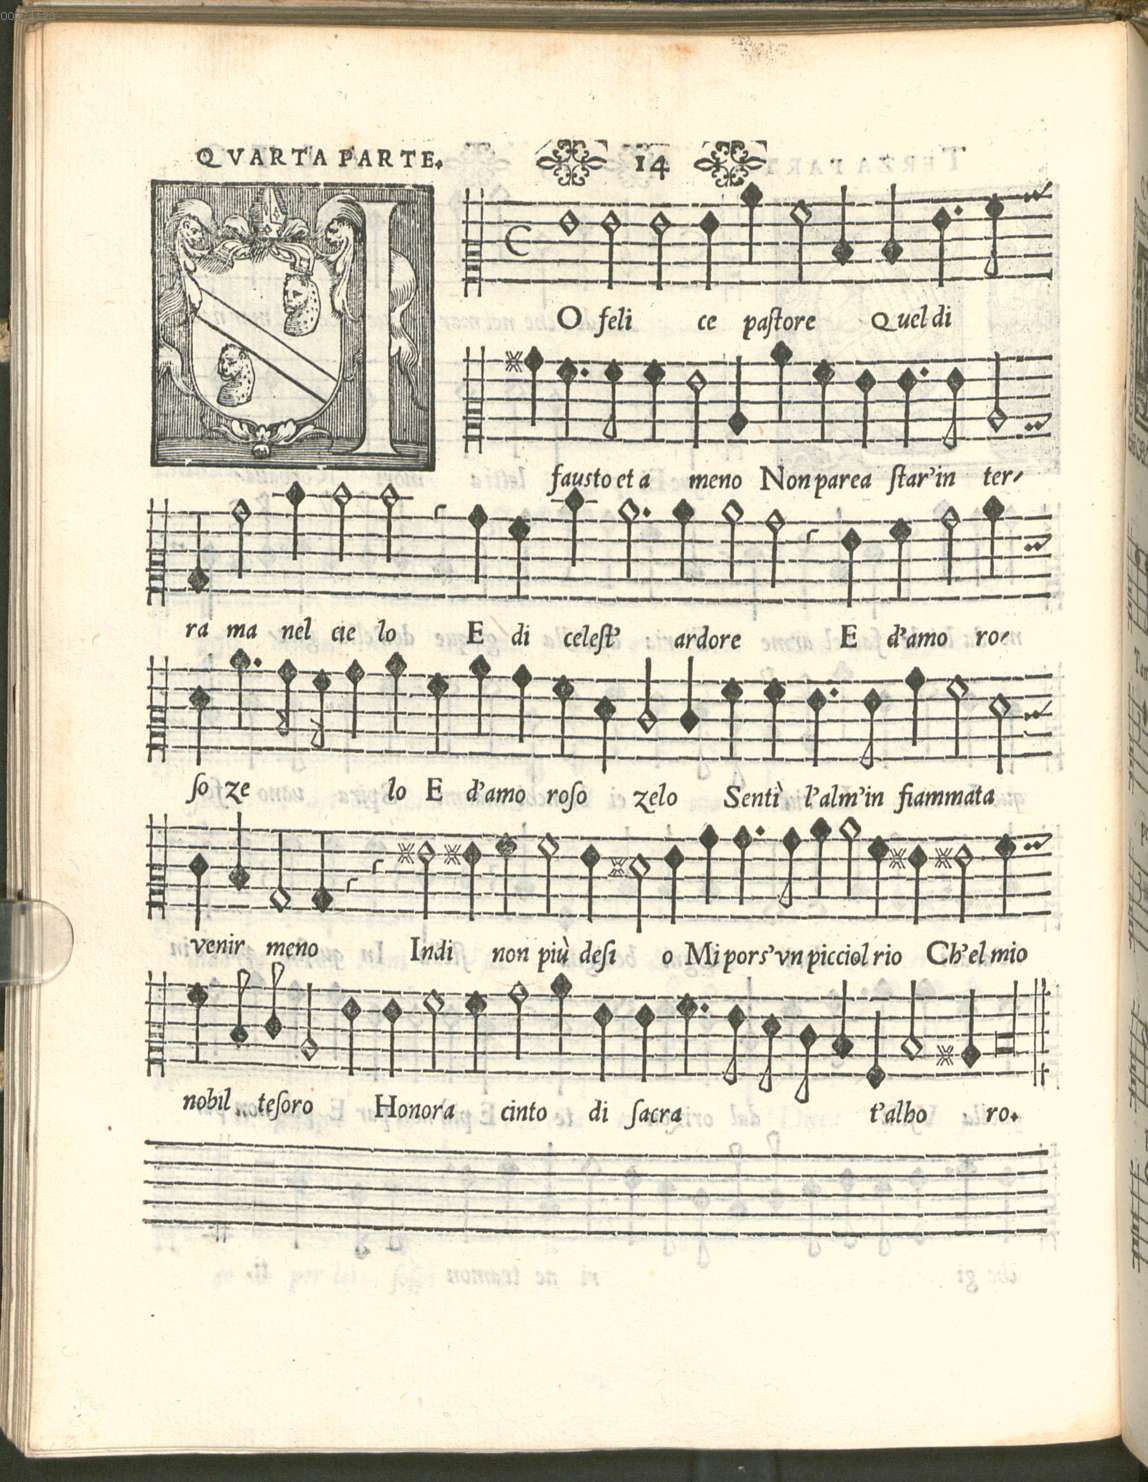 QVARTA PARTE.
14
I
O feli ce paſtore Quel di
fauſto et a meno Non parea ſtar'in ter-
ra ma nel cie lo E di celeſt' ardore E d'amo ro-
ſo ze lo E d'amo roſo zelo Sentì l'alm'in fiammata
venir meno Indi non più deſi o Mi pors'vn picciol rio Ch'el mio
nobil teſoro Honora cinto di ſacra t'albo ro.